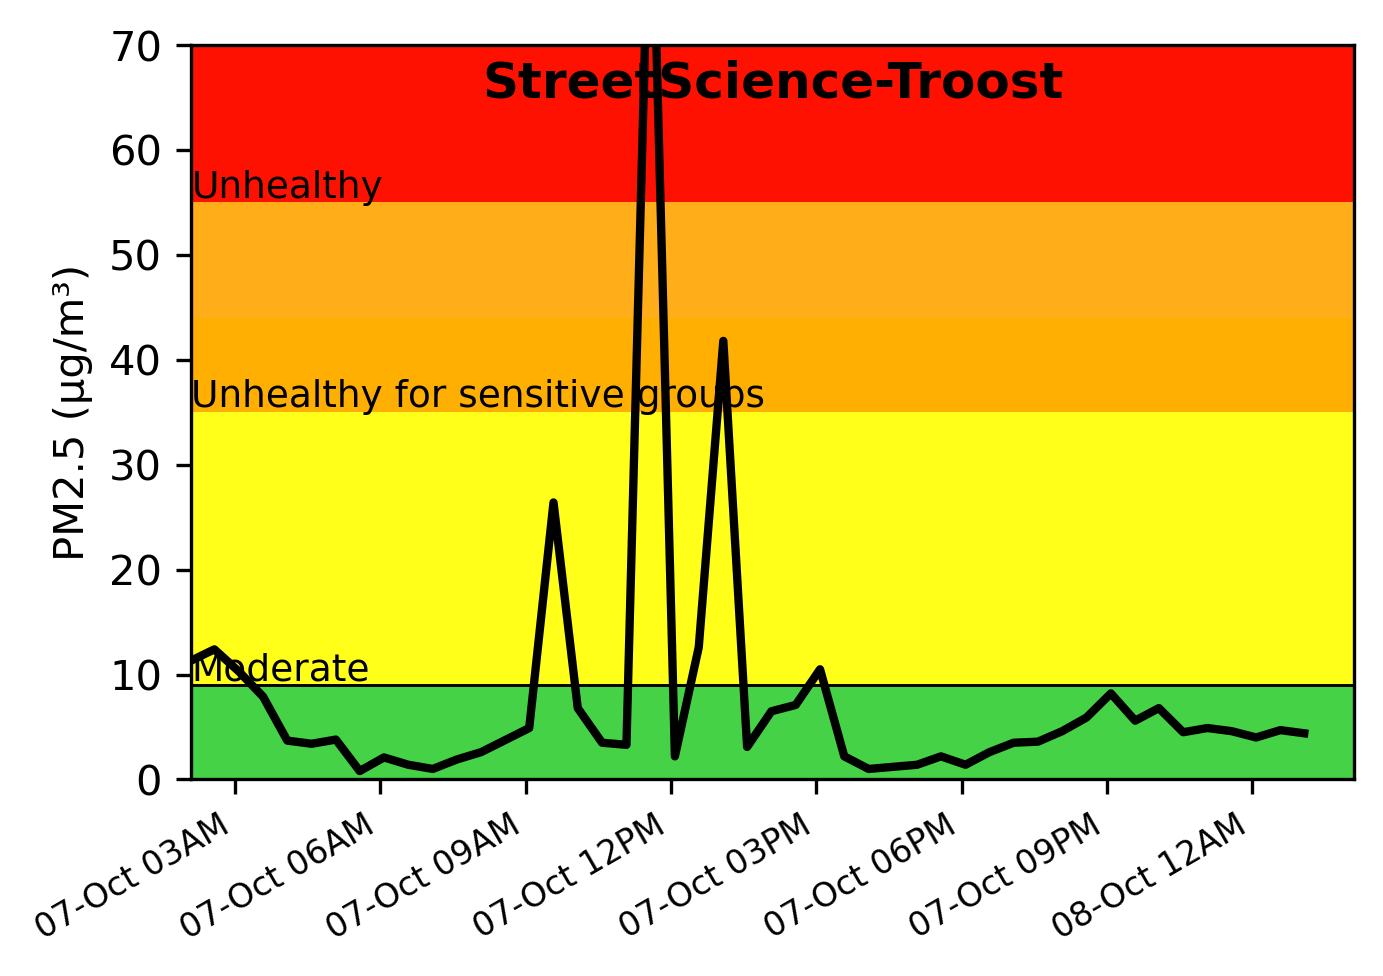 StreetScience-Troost
PM2.5 (µg/m³)
70
60
50
40
30
20
10
0
Unhealthy
Unhealthy for sensitive groups
Moderate
07-Oct 03AM
07-Oct 06AM
07-Oct 09AM
07-Oct 12PM
07-Oct 03PM
07-Oct 06PM
07-Oct 09PM
08-Oct 12AM